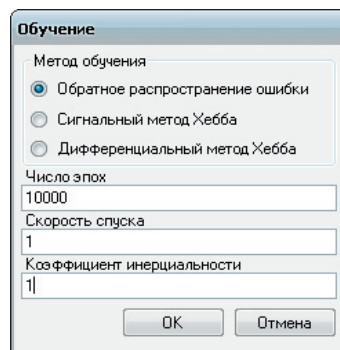 Обучение
Метод обучения
Обратное распространение ошибки
Сигнальный метод Хебба
Дифференциальный метод Хебба
Число эпох
10000
Скорость спуска
1
Коэффициент инерциальности
1
OK
Отмена